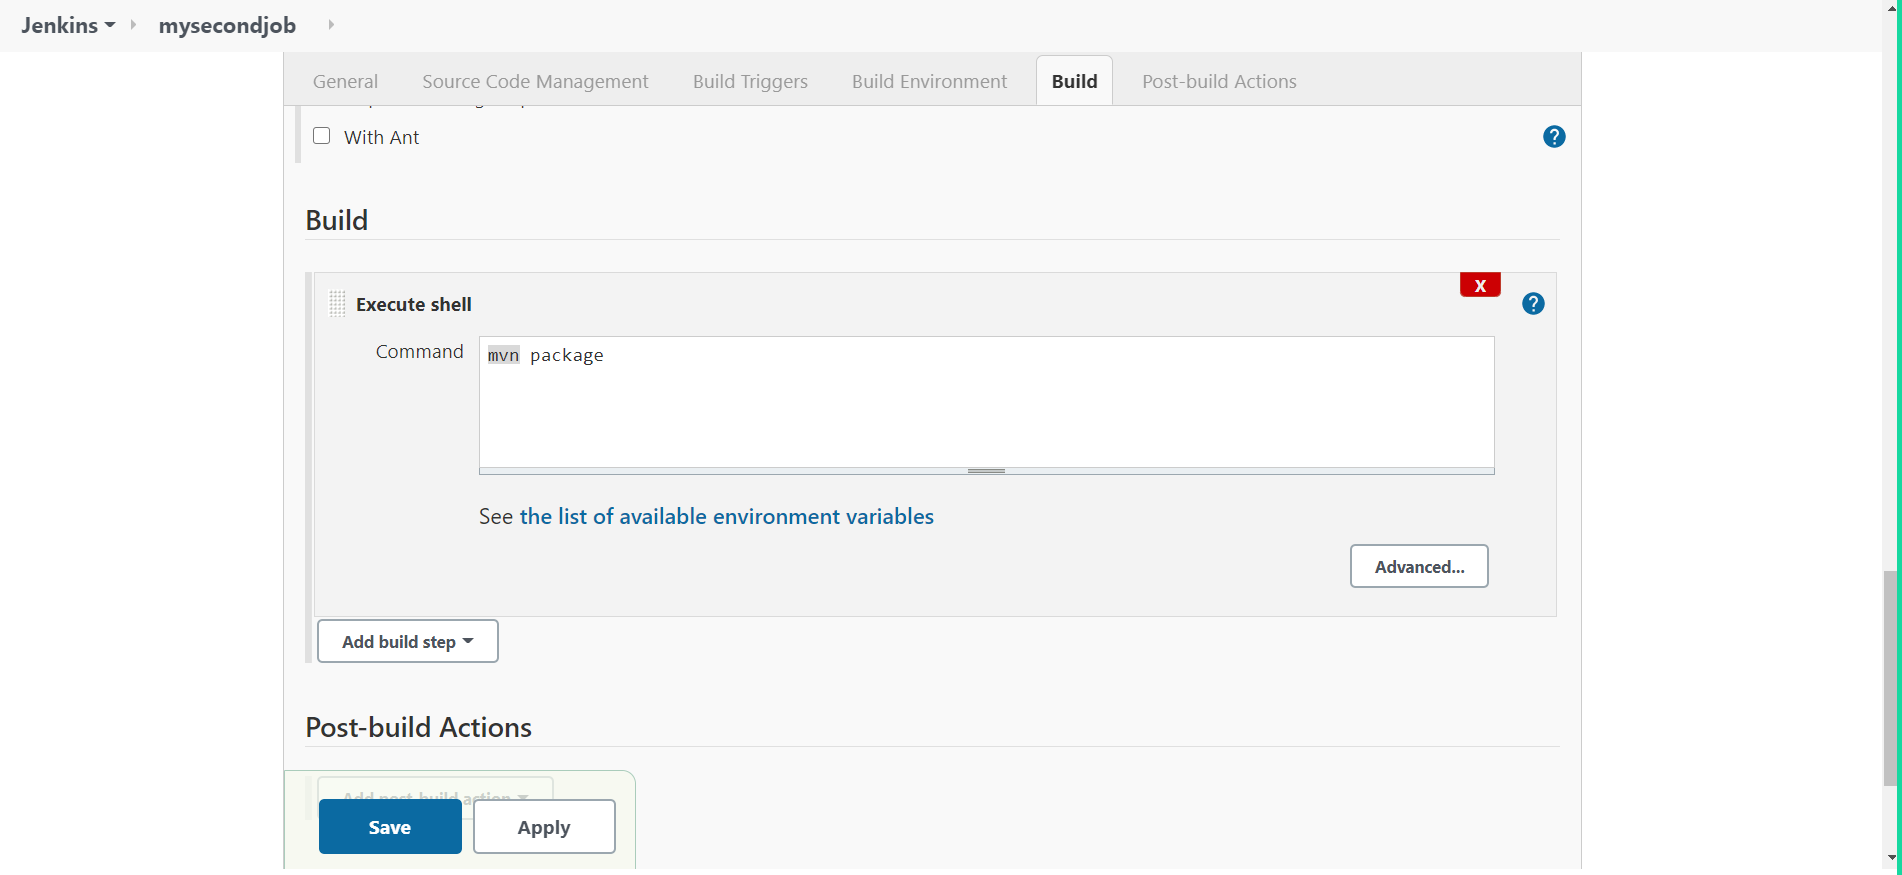 Jenkins mysecondjob
General Source Code Management Build Triggers Build Environment Build Post-build Actions
With Ant
?
Build
X
Execute shell
?
Command
mvn package
See the list of available environment variables
Advanced...
Add build step
Post-build Actions
Add post-build action
Save Apply